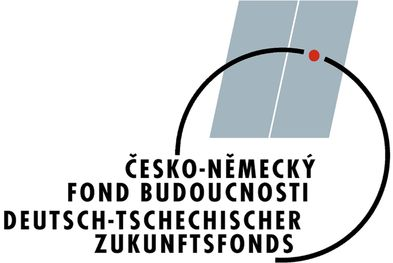 ČESKO-NĚMECKÝ
FOND BUDOUCNOSTI
DEUTSCH-TSCHECHISCHER
ZUKUNFTSFONDS